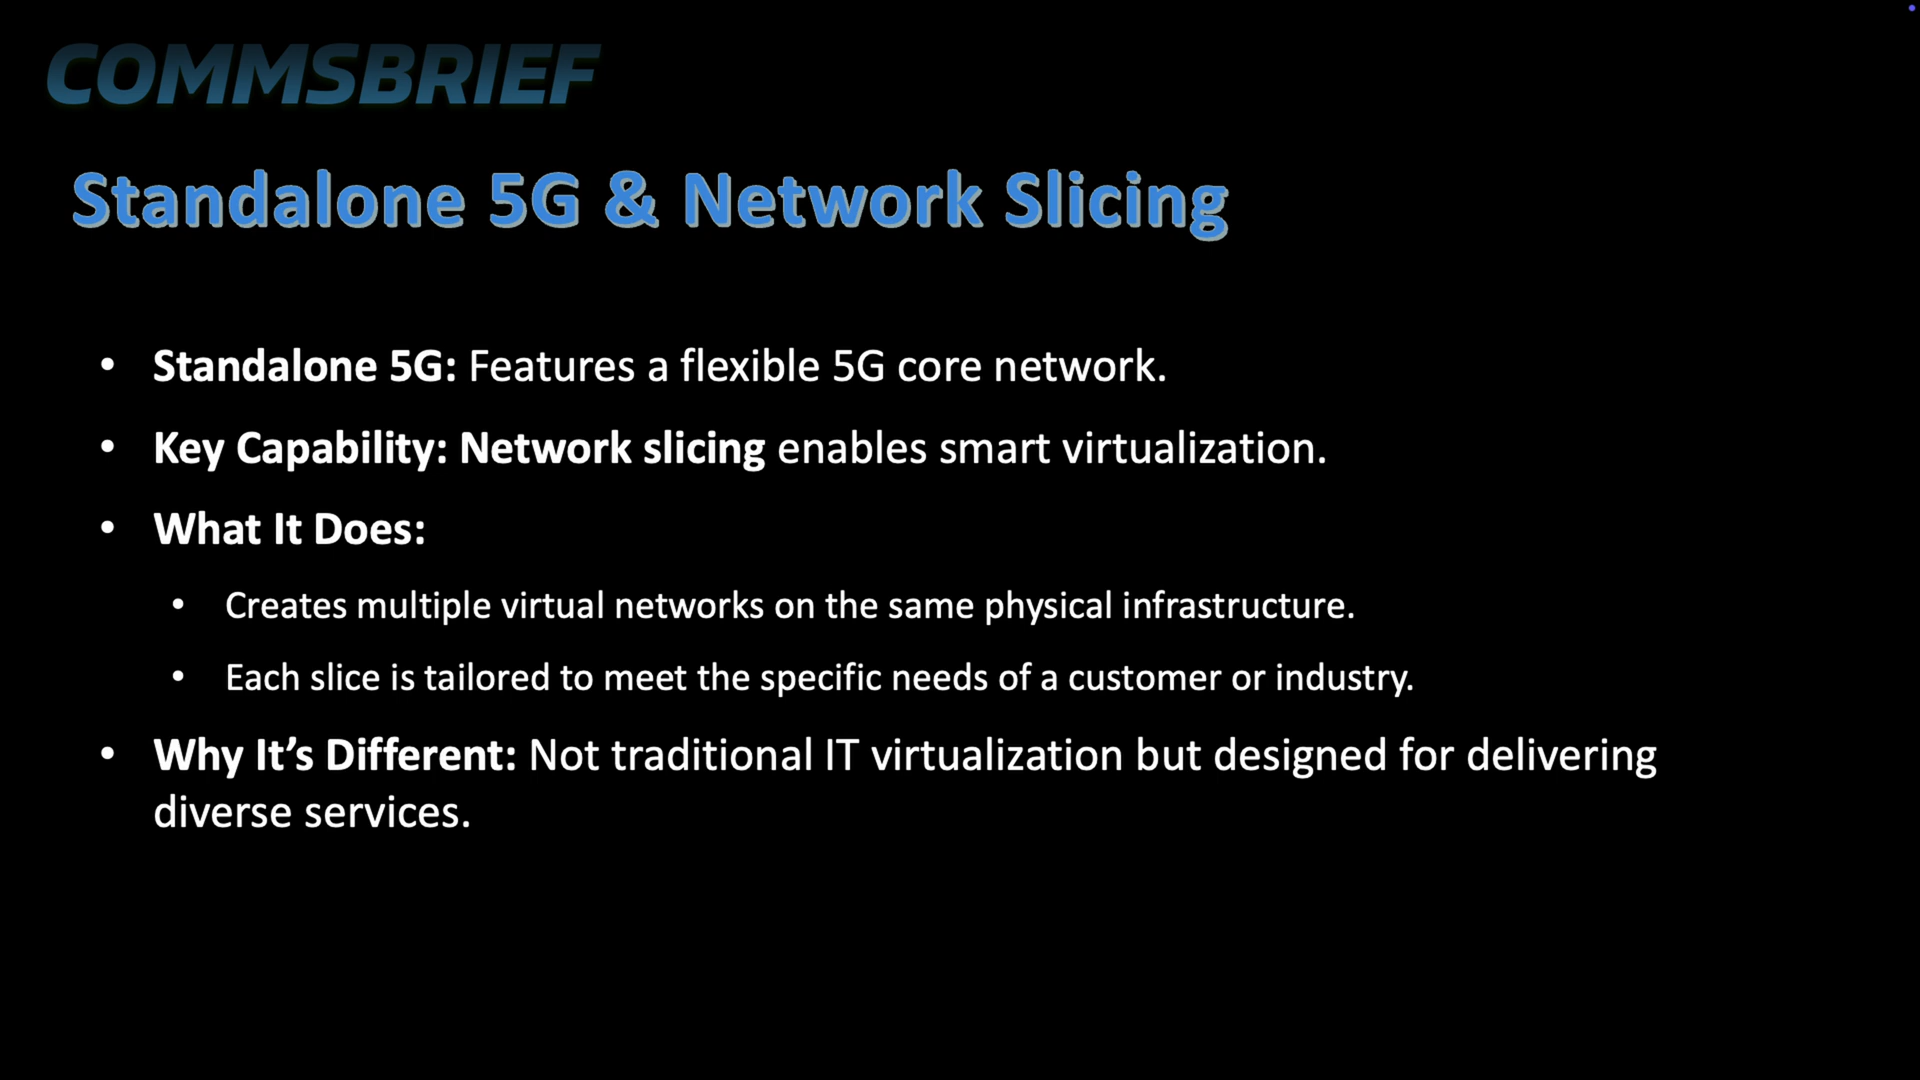 COMMSBRIEF
Standalone 5G & Network Slicing
• Standalone 5G: Features a flexible 5G core network.
• Key Capability: Network slicing enables smart virtualization.
• What It Does:
• Creates multiple virtual networks on the same physical infrastructure.
• Each slice is tailored to meet the specific needs of a customer or industry.
• Why It’s Different: Not traditional IT virtualization but designed for delivering
diverse services.